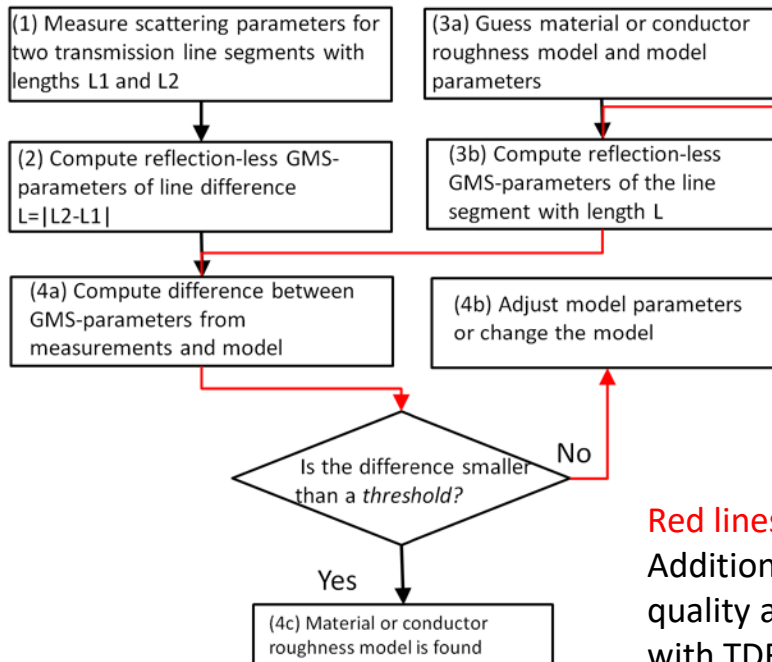 (1) Measure scattering parameters for
two transmission line segments with
lengths L1 and L2
(3a) Guess material or conductor
roughness model and model
parameters
(2) Compute reflection-less GMS-
parameters of line difference
L=|L2-L1|
(3b) Compute reflection-less
GMS-parameters of the line
segment with length L
(4a) Compute difference between
GMS-parameters from
measurements and model
(4b) Adjust model parameters
or change the model
Is the difference smaller
than a threshold?
No
Yes
(4c) Material or conductor
roughness model is found
Red lines
Addition
quality a
with TDR